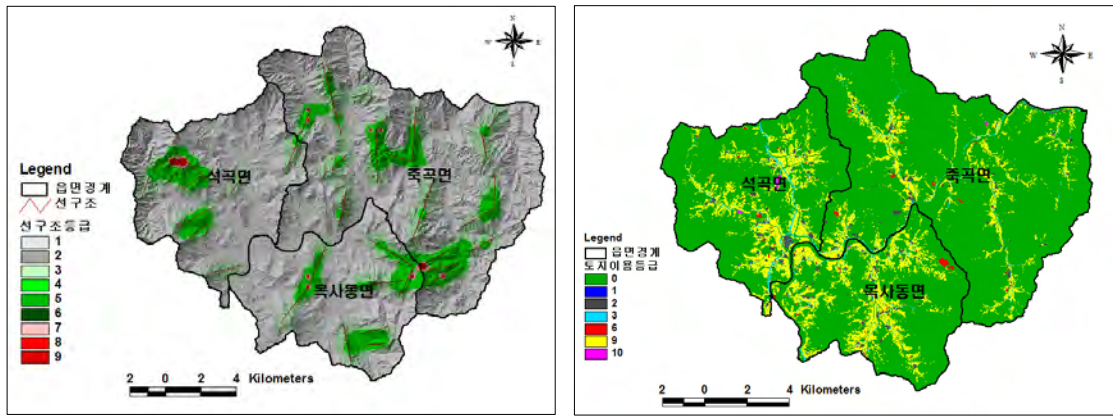 N
W E
S
석곡면
죽곡면
목사동면
Legend
읍면경계
선구조
선구조등급
1
2
3
4
5
6
7
8
9
2 0 2 4 Kilometers
N
W E
S
석곡면
죽곡면
목사동면
Legend
읍면경계
토지이용등급
0
1
2
3
6
9
10
2 0 2 4 Kilometers